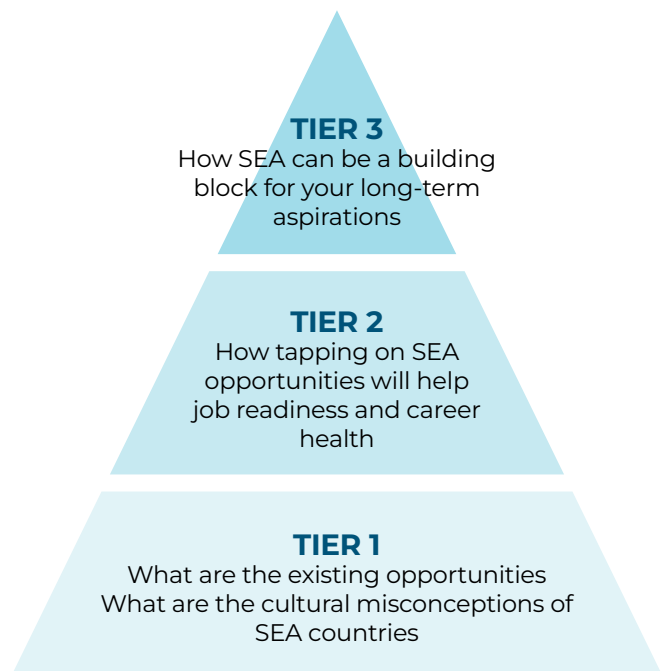 TIER 3
How SEA can be a building
block for your long-term
aspirations
TIER 2
How tapping on SEA
opportunities will help
job readiness and career
health
TIER 1
What are the existing opportunities
What are the cultural misconceptions of
SEA countries